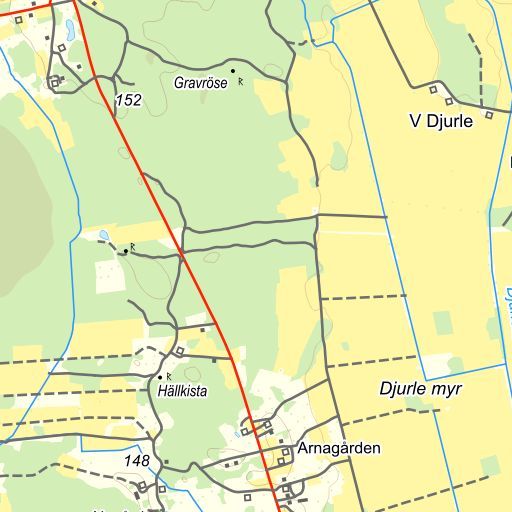 Gravröse
R
152
V Djurle
R
Djurle myr
R
Hällkista
Arnagården
148